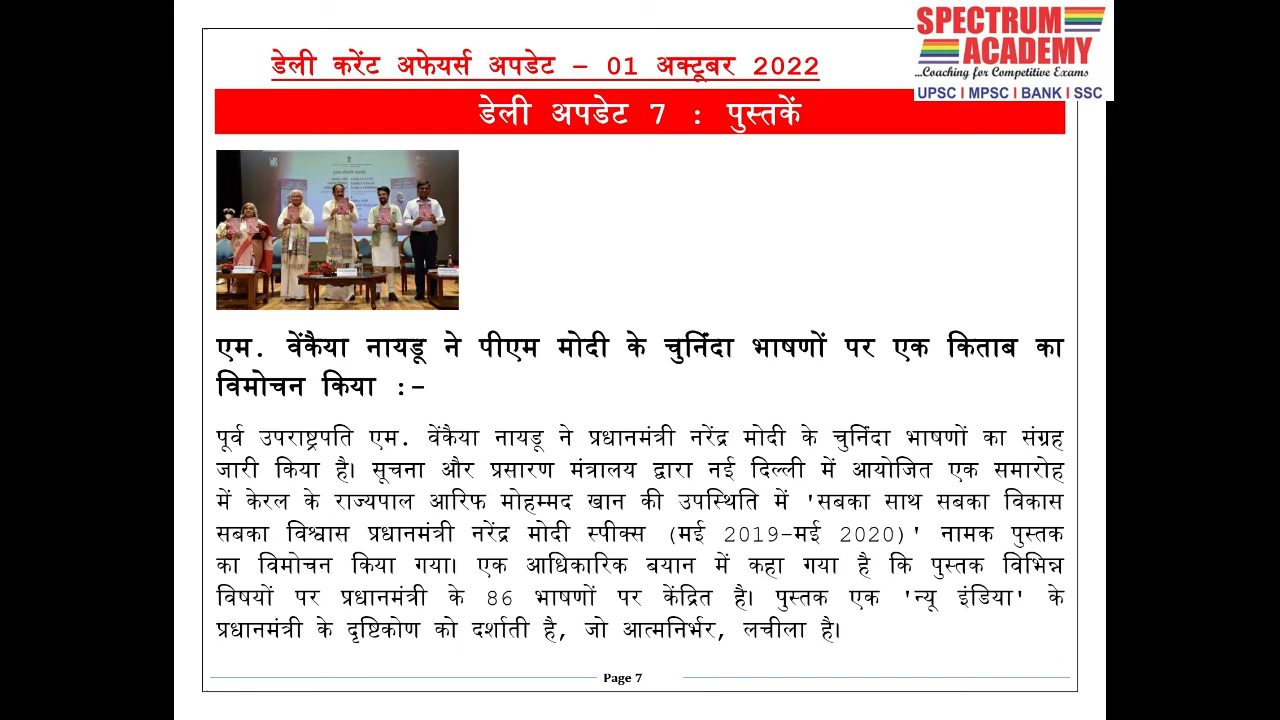 SPECTRUM
ACADEMY
...Coaching for Competitive Exams
UPSC | MPSC | BANK | SSC
डेली करेंट अफेयर्स अपडेट – 01 अक्टूबर 2022
डेली अपडेट 7 : पुस्तकें
एम. वेंकैया नायडू ने पीएम मोदी के चुनिंदा भाषणों पर एक किताब का
विमोचन किया :-
पूर्व उपराष्ट्रपति एम. वेंकैया नायडू ने प्रधानमंत्री नरेंद्र मोदी के चुनिंदा भाषणों का संग्रह
जारी किया है। सूचना और प्रसारण मंत्रालय द्वारा नई दिल्ली में आयोजित एक समारोह
में केरल के राज्यपाल आरिफ मोहम्मद खान की उपस्थिति में 'सबका साथ सबका विकास
सबका विश्वास प्रधानमंत्री नरेंद्र मोदी स्पीक्स (मई 2019-मई 2020)' नामक पुस्तक
का विमोचन किया गया। एक आधिकारिक बयान में कहा गया है कि पुस्तक विभिन्न
विषयों पर प्रधानमंत्री के 86 भाषणों पर केंद्रित है। पुस्तक एक 'न्यू इंडिया' के
प्रधानमंत्री के दृष्टिकोण को दर्शाती है, जो आत्मनिर्भर, लचीला है।
Page 7